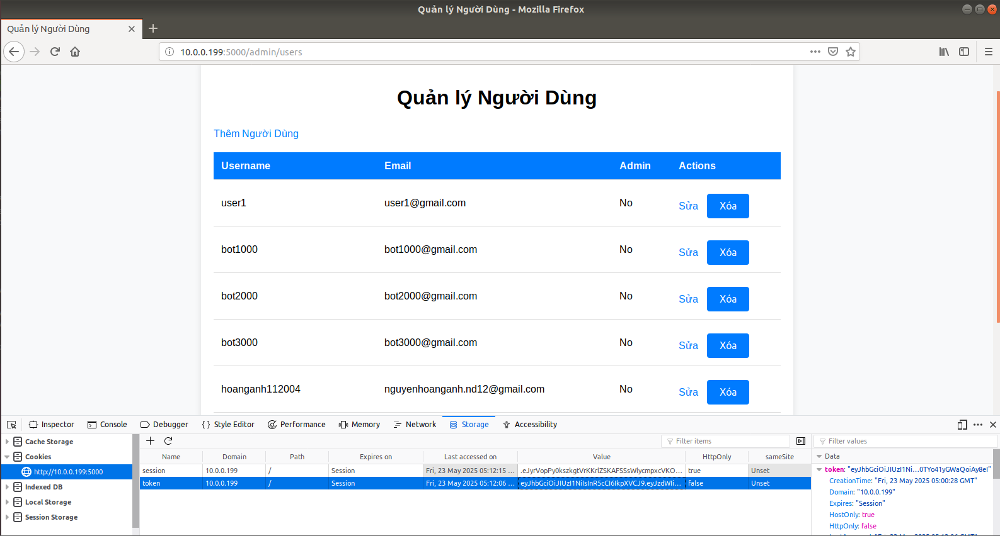 Quản lý Người Dùng - Mozilla Firefox
Quản lý Người Dùng
10.0.0.199:5000/admin/users
Quản lý Người Dùng
Thêm Người Dùng
Username Email Admin Actions
user1 user1@gmail.com No Sửa Xóa
bot1000 bot1000@gmail.com No Sửa Xóa
bot2000 bot2000@gmail.com No Sửa Xóa
bot3000 bot3000@gmail.com No Sửa Xóa
hoanganh112004 nguyenhoanganh.nd12@gmail.com No Sửa Xóa
Inspector Console Debugger Style Editor Performance Memory Network Storage Accessibility
Cache Storage
Cookies
http://10.0.0.199:5000
Indexed DB
Local Storage
Session Storage
Filter items
Name Domain Path Expires on Last accessed on Value HttpOnly sameSite
session 10.0.0.199 / Session Fri, 23 May 2025 05:12:15 ... .eJyrVopPy0kszkgtVrKKrlZSKAFSSsWlycmpxcVKO... true Unset
token 10.0.0.199 / Session Fri, 23 May 2025 05:12:06 ... eyJhbGciOiJIUzI1NiIsInR5cCI6IkpXVCJ9.eyJzdWIi... false Unset
Filter values
Data
token: "eyJhbGciOiJIUzI1Ni...0TYo41yGWaQoiAy8eI"
CreationTime: "Fri, 23 May 2025 05:00:28 GMT"
Domain: "10.0.0.199"
Expires: "Session"
HostOnly: true
HttpOnly: false